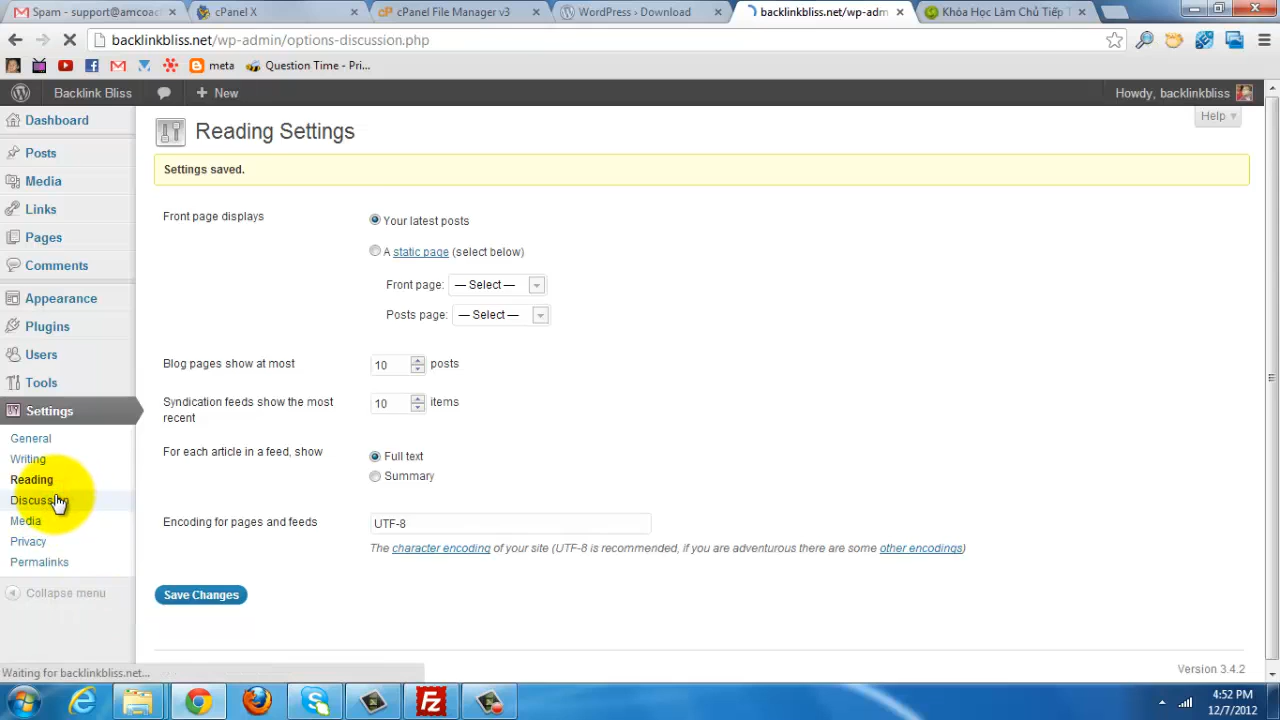 Spam - support@amcoach
cPanel X
cPanel File Manager v3
WordPress › Download
backlinkbliss.net/wp-adm
Khóa Học Làm Chủ Tiếp T
backlinkbliss.net/wp-admin/options-discussion.php
meta
Question Time - Pri...
Backlink Bliss
+ New
Howdy, backlinkbliss
Dashboard
Posts
Media
Links
Pages
Comments
Appearance
Plugins
Users
Tools
Settings
General
Writing
Reading
Discussion
Media
Privacy
Permalinks
Collapse menu
Help
Reading Settings
Settings saved.
Front page displays
Your latest posts
A static page (select below)
Front page: — Select —
Posts page: — Select —
Blog pages show at most 10 posts
Syndication feeds show the most
recent
10 items
For each article in a feed, show
Full text
Summary
Encoding for pages and feeds
UTF-8
The character encoding of your site (UTF-8 is recommended, if you are adventurous there are some other encodings)
Save Changes
Version 3.4.2
Waiting for backlinkbliss.net...
4:52 PM
12/7/2012